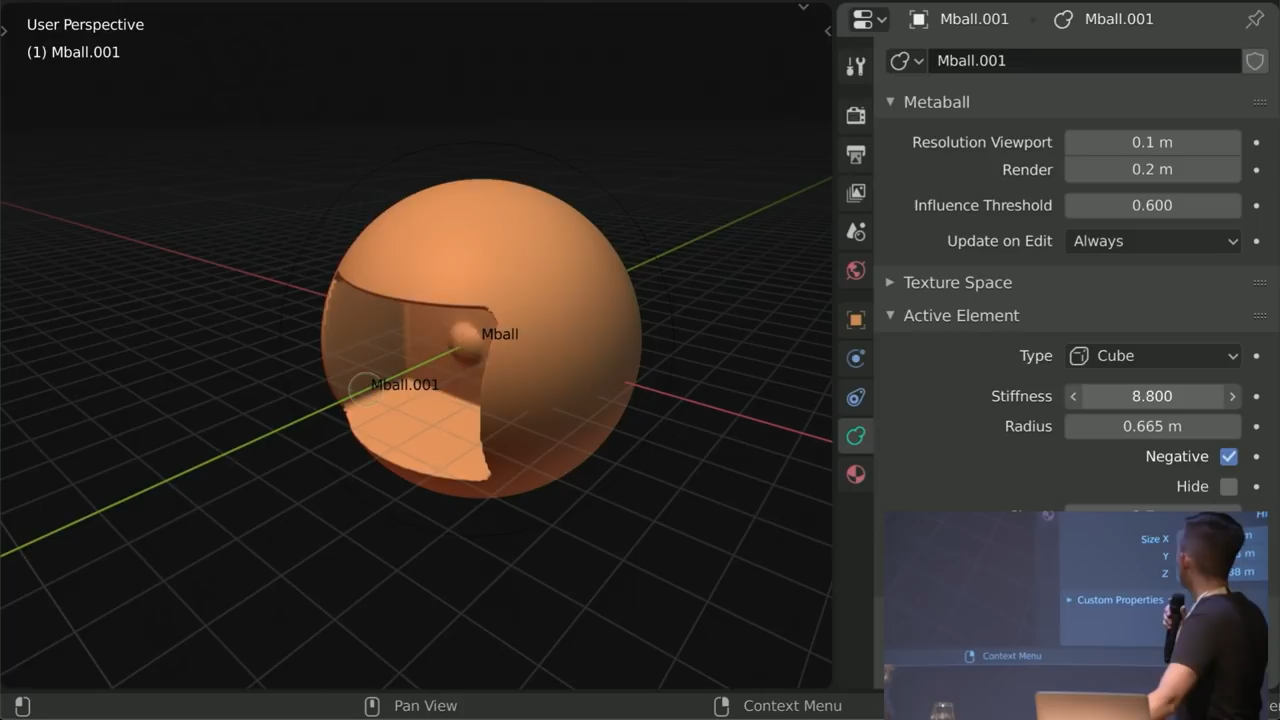 User Perspective
(1) Mball.001
Mball
Mball.001
Mball.001
Mball.001
Mball.001
Metaball
Resolution Viewport 0.1 m
Render 0.2 m
Influence Threshold 0.600
Update on Edit Always
Texture Space
Active Element
Type Cube
Stiffness 8.800
Radius 0.665 m
Negative
Hide
Size X m
Y m
Z 38 m
Custom Properties
Context Menu
Pan View
Context Menu